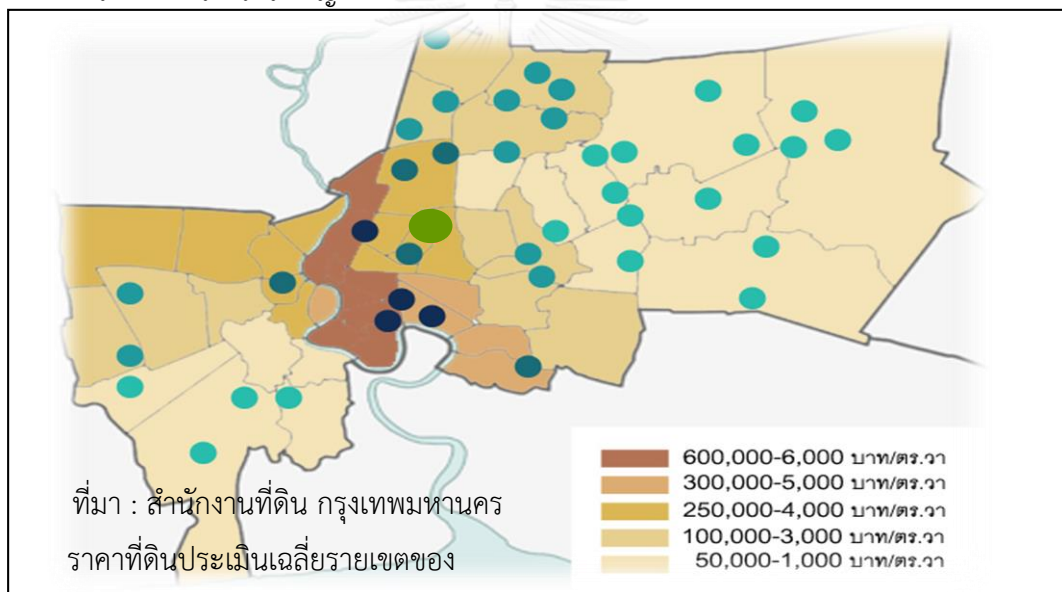 600,000-6,000 บาท/ตร.วา
300,000-5,000 บาท/ตร.วา
250,000-4,000 บาท/ตร.วา
100,000-3,000 บาท/ตร.วา
50,000-1,000 บาท/ตร.วา
ที่มา : สำนักงานที่ดิน กรุงเทพมหานคร
ราคาที่ดินประเมินเฉลี่ยรายเขตของ